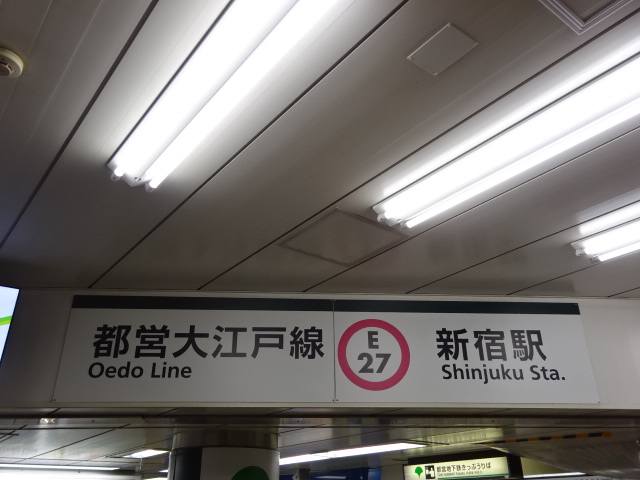 都営大江戸線
Oedo Line
E
27
新宿駅
Shinjuku Sta.
都営地下鉄きっぷうりば